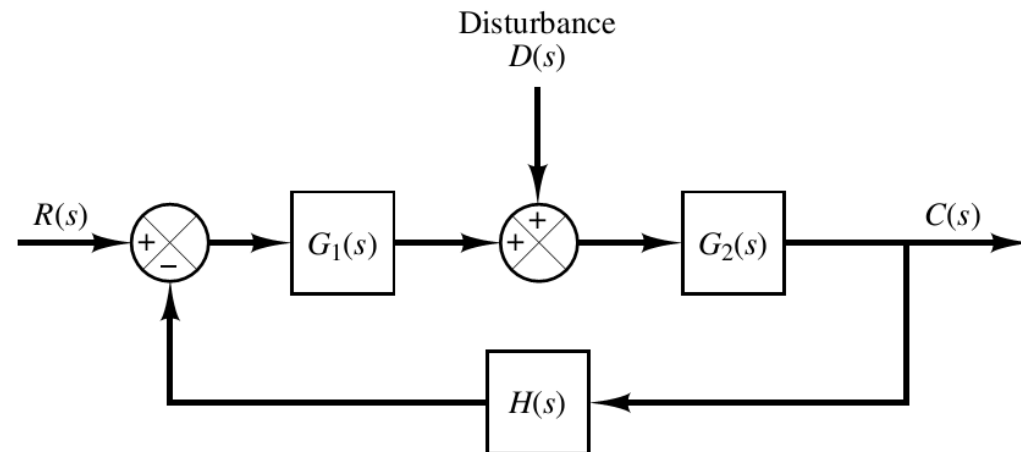 Disturbance
D(s)
R(s)
C(s)
+
+
+
−
G₁(s)
G₂(s)
H(s)